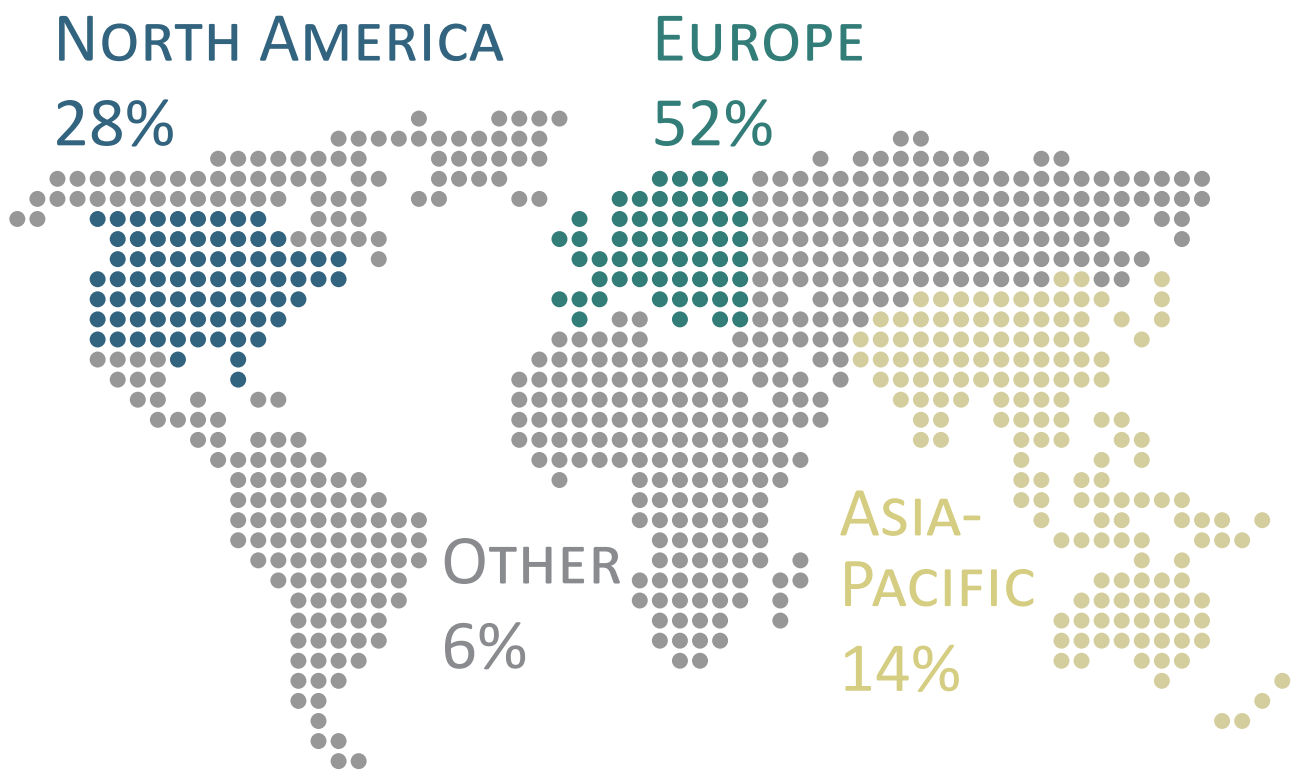 North America
28%
Europe
52%
Other
6%
Asia-
Pacific
14%